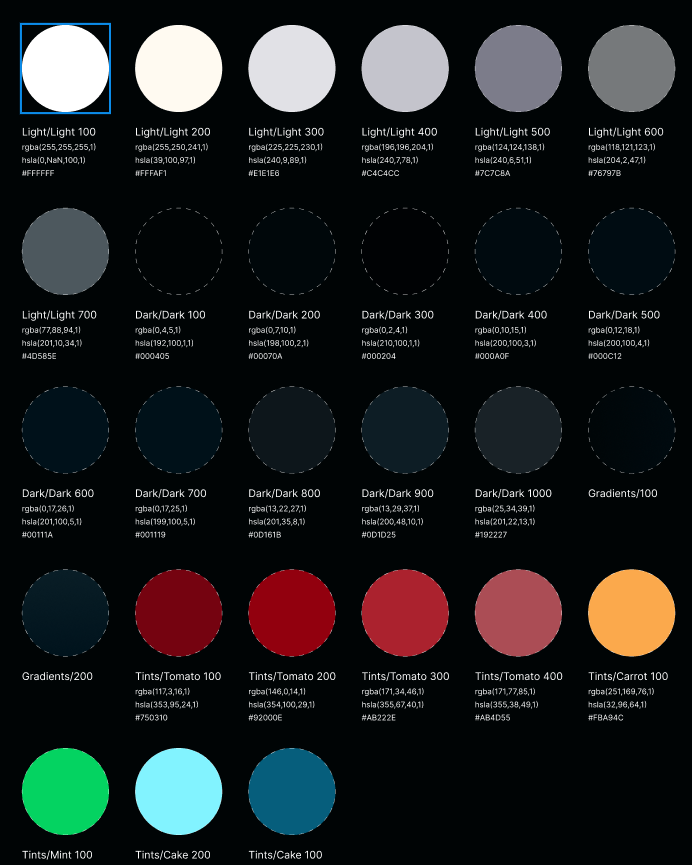 Light/Light 100
rgba(255,255,255,1)
hsla(0,NaN,100,1)
#FFFFFF
Light/Light 200
rgba(255,250,241,1)
hsla(39,100,97,1)
#FFFAF1
Light/Light 300
rgba(225,225,230,1)
hsla(240,9,89,1)
#E1E1E6
Light/Light 400
rgba(196,196,204,1)
hsla(240,7,78,1)
#C4C4CC
Light/Light 500
rgba(124,124,138,1)
hsla(240,6,51,1)
#7C7C8A
Light/Light 600
rgba(118,121,123,1)
hsla(204,2,47,1)
#76797B
Light/Light 700
rgba(77,88,94,1)
hsla(201,10,34,1)
#4D585E
Dark/Dark 100
rgba(0,4,5,1)
hsla(192,100,1,1)
#000405
Dark/Dark 200
rgba(0,7,10,1)
hsla(198,100,2,1)
#00070A
Dark/Dark 300
rgba(0,2,4,1)
hsla(210,100,1,1)
#000204
Dark/Dark 400
rgba(0,10,15,1)
hsla(200,100,3,1)
#000A0F
Dark/Dark 500
rgba(0,12,18,1)
hsla(200,100,4,1)
#000C12
Dark/Dark 600
rgba(0,17,26,1)
hsla(201,100,5,1)
#00111A
Dark/Dark 700
rgba(0,17,25,1)
hsla(199,100,5,1)
#001119
Dark/Dark 800
rgba(13,22,27,1)
hsla(201,35,8,1)
#0D161B
Dark/Dark 900
rgba(13,29,37,1)
hsla(200,48,10,1)
#0D1D25
Dark/Dark 1000
rgba(25,34,39,1)
hsla(201,22,13,1)
#192227
Gradients/100
Gradients/200
Tints/Tomato 100
rgba(117,3,16,1)
hsla(353,95,24,1)
#750310
Tints/Tomato 200
rgba(146,0,14,1)
hsla(354,100,29,1)
#92000E
Tints/Tomato 300
rgba(171,34,46,1)
hsla(355,67,40,1)
#AB222E
Tints/Tomato 400
rgba(171,77,85,1)
hsla(355,38,49,1)
#AB4D55
Tints/Carrot 100
rgba(251,169,76,1)
hsla(32,96,64,1)
#FBA94C
Tints/Mint 100
Tints/Cake 200
Tints/Cake 100